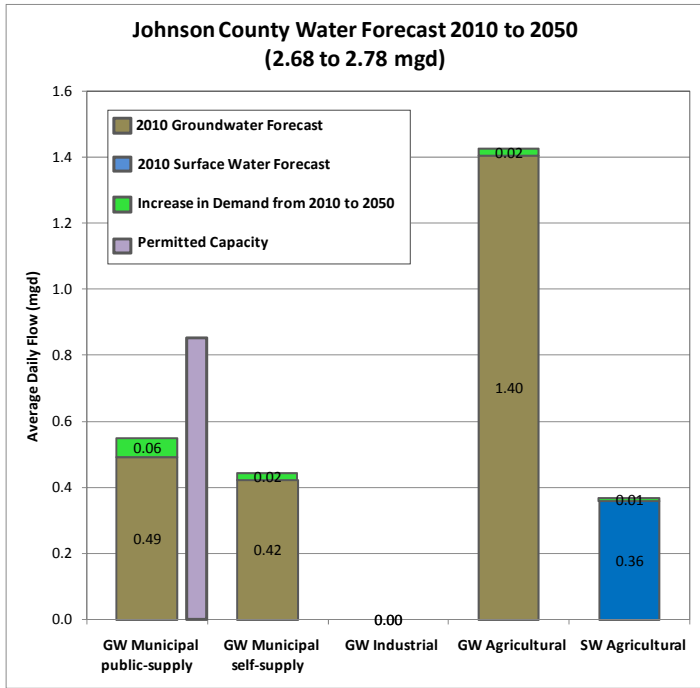 Johnson County Water Forecast 2010 to 2050
(2.68 to 2.78 mgd)
1.6
1.4
1.2
1.0
0.8
0.6
0.4
0.2
0.0
Average Daily Flow (mgd)
2010 Groundwater Forecast
2010 Surface Water Forecast
Increase in Demand from 2010 to 2050
Permitted Capacity
0.06
0.49
0.02
0.42
0.00
0.02
1.40
0.01
0.36
GW Municipal
public-supply
GW Municipal
self-supply
GW Industrial
GW Agricultural
SW Agricultural